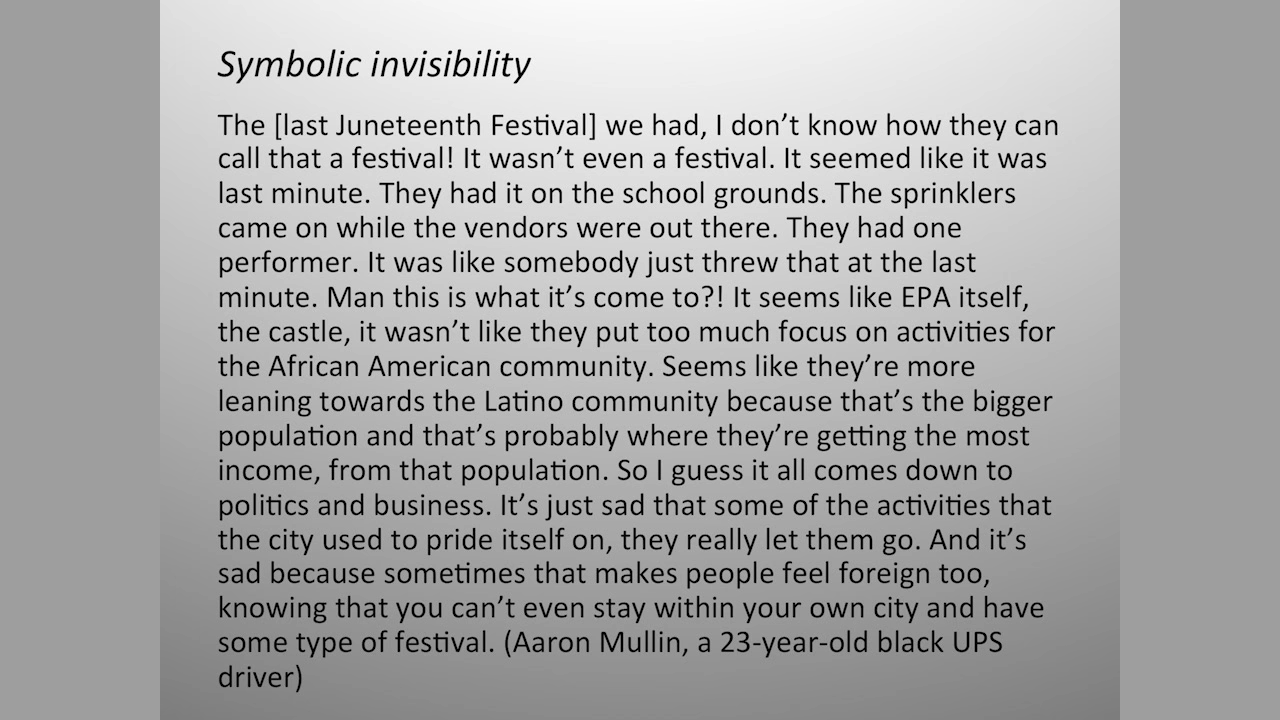 Symbolic invisibility
The [last Juneteenth Festival] we had, I don’t know how they can
call that a festival! It wasn’t even a festival. It seemed like it was
last minute. They had it on the school grounds. The sprinklers
came on while the vendors were out there. They had one
performer. It was like somebody just threw that at the last
minute. Man this is what it’s come to?! It seems like EPA itself,
the castle, it wasn’t like they put too much focus on activities for
the African American community. Seems like they’re more
leaning towards the Latino community because that’s the bigger
population and that’s probably where they’re getting the most
income, from that population. So I guess it all comes down to
politics and business. It’s just sad that some of the activities that
the city used to pride itself on, they really let them go. And it’s
sad because sometimes that makes people feel foreign too,
knowing that you can’t even stay within your own city and have
some type of festival. (Aaron Mullin, a 23-year-old black UPS
driver)